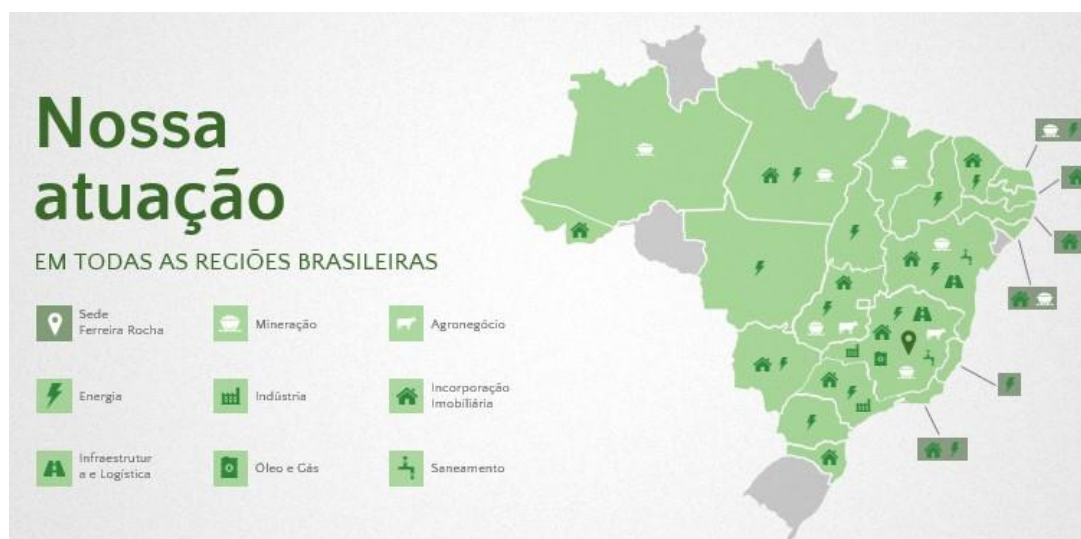 Nossa
atuação
EM TODAS AS REGIÕES BRASILEIRAS
Sede
Ferreira Rocha
Mineração
Agronegócio
Energia
Indústria
Incorporação
Imobiliária
Infraestrutur
a e Logística
Óleo e Gás
Saneamento